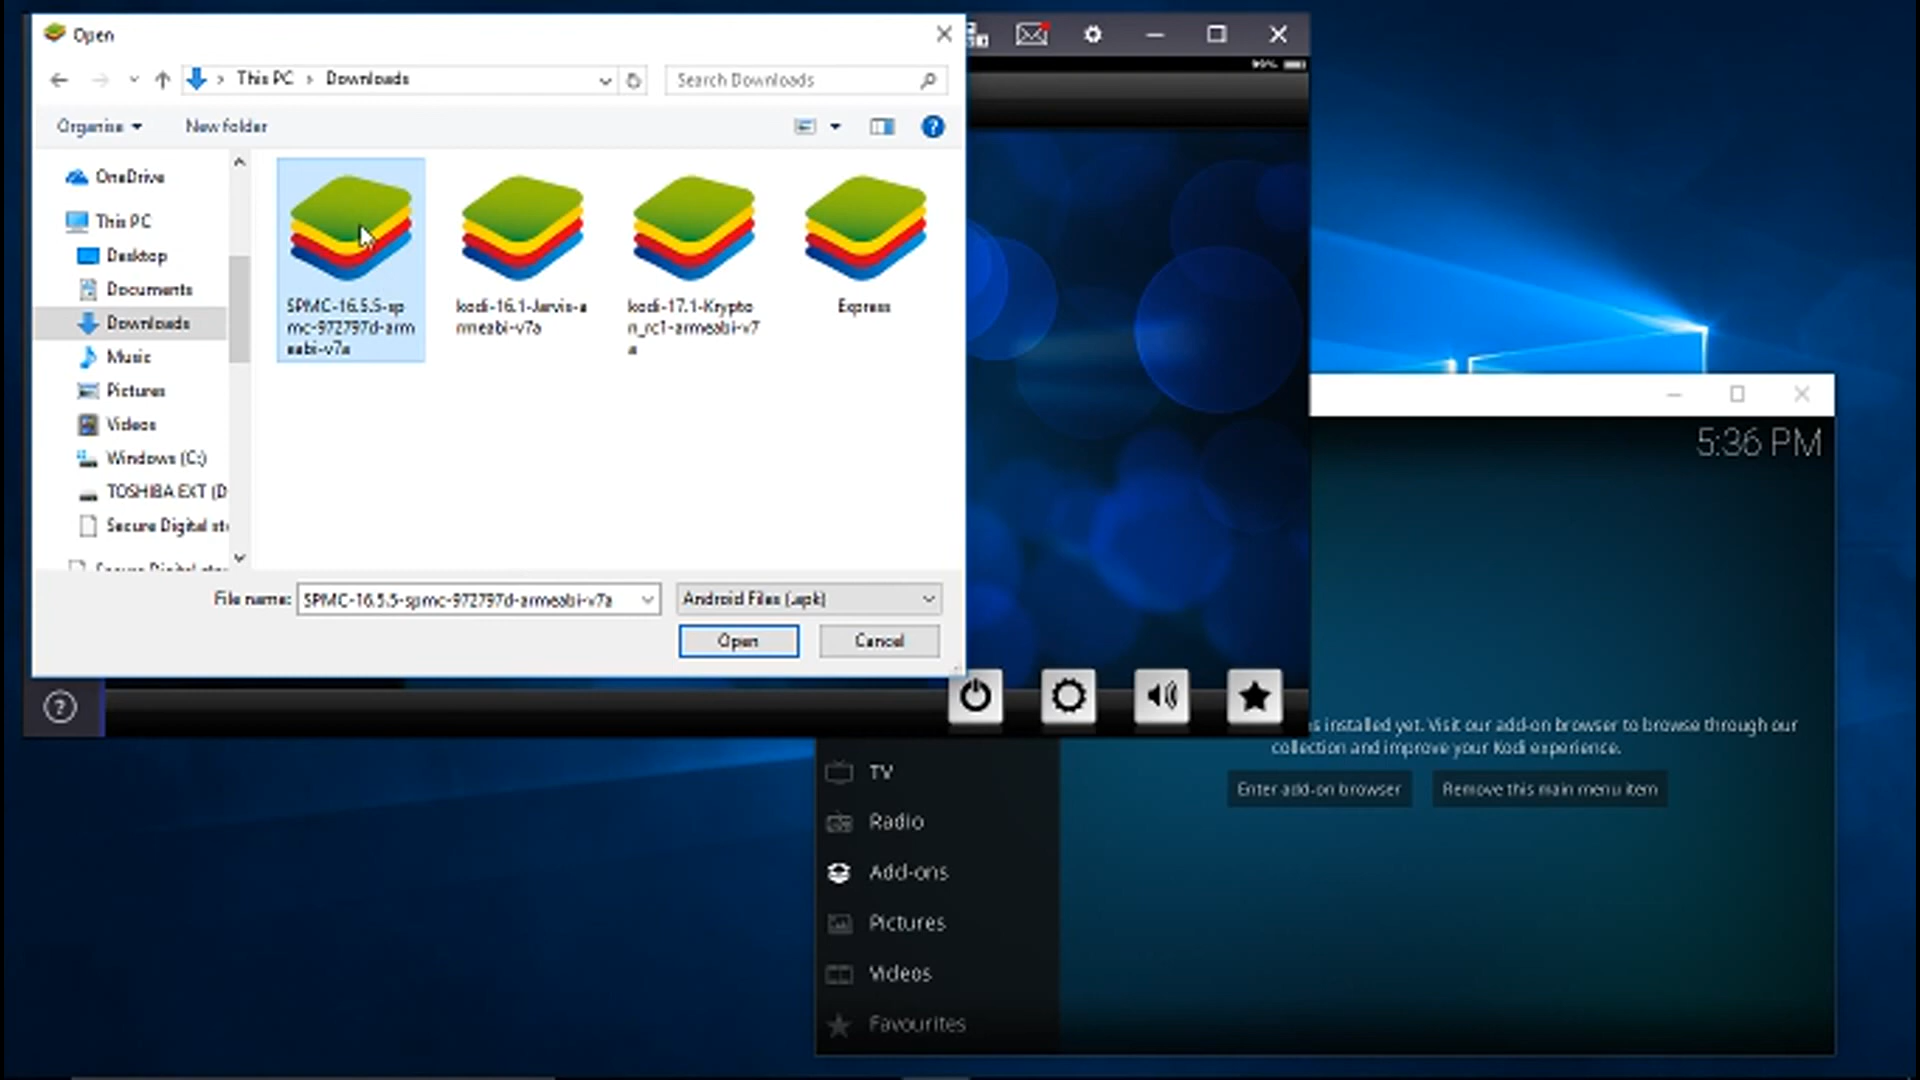 Open
This PC > Downloads
Search Downloads
Organise
New folder
OneDrive
This PC
Desktop
Documents
Downloads
Music
Pictures
Videos
Windows (C:)
TOSHIBA EXT (D
Secure Digital sto
SPMC-16.5.5-sp
mc-972797d-arm
eabi-v7a
kodi-16.1-Jarvis-a
rmeabi-v7a
kodi-17.1-Krypto
n_rc1-armeabi-v7
a
Express
File name:
SPMC-16.5.5-spmc-972797d-armeabi-v7a
Android Files (.apk)
Open
Cancel
5:36 PM
s installed yet. Visit our add-on browser to browse through our
collection and improve your Kodi experience.
Enter add-on browser
Remove this main menu item
TV
Radio
Add-ons
Pictures
Videos
Favourites